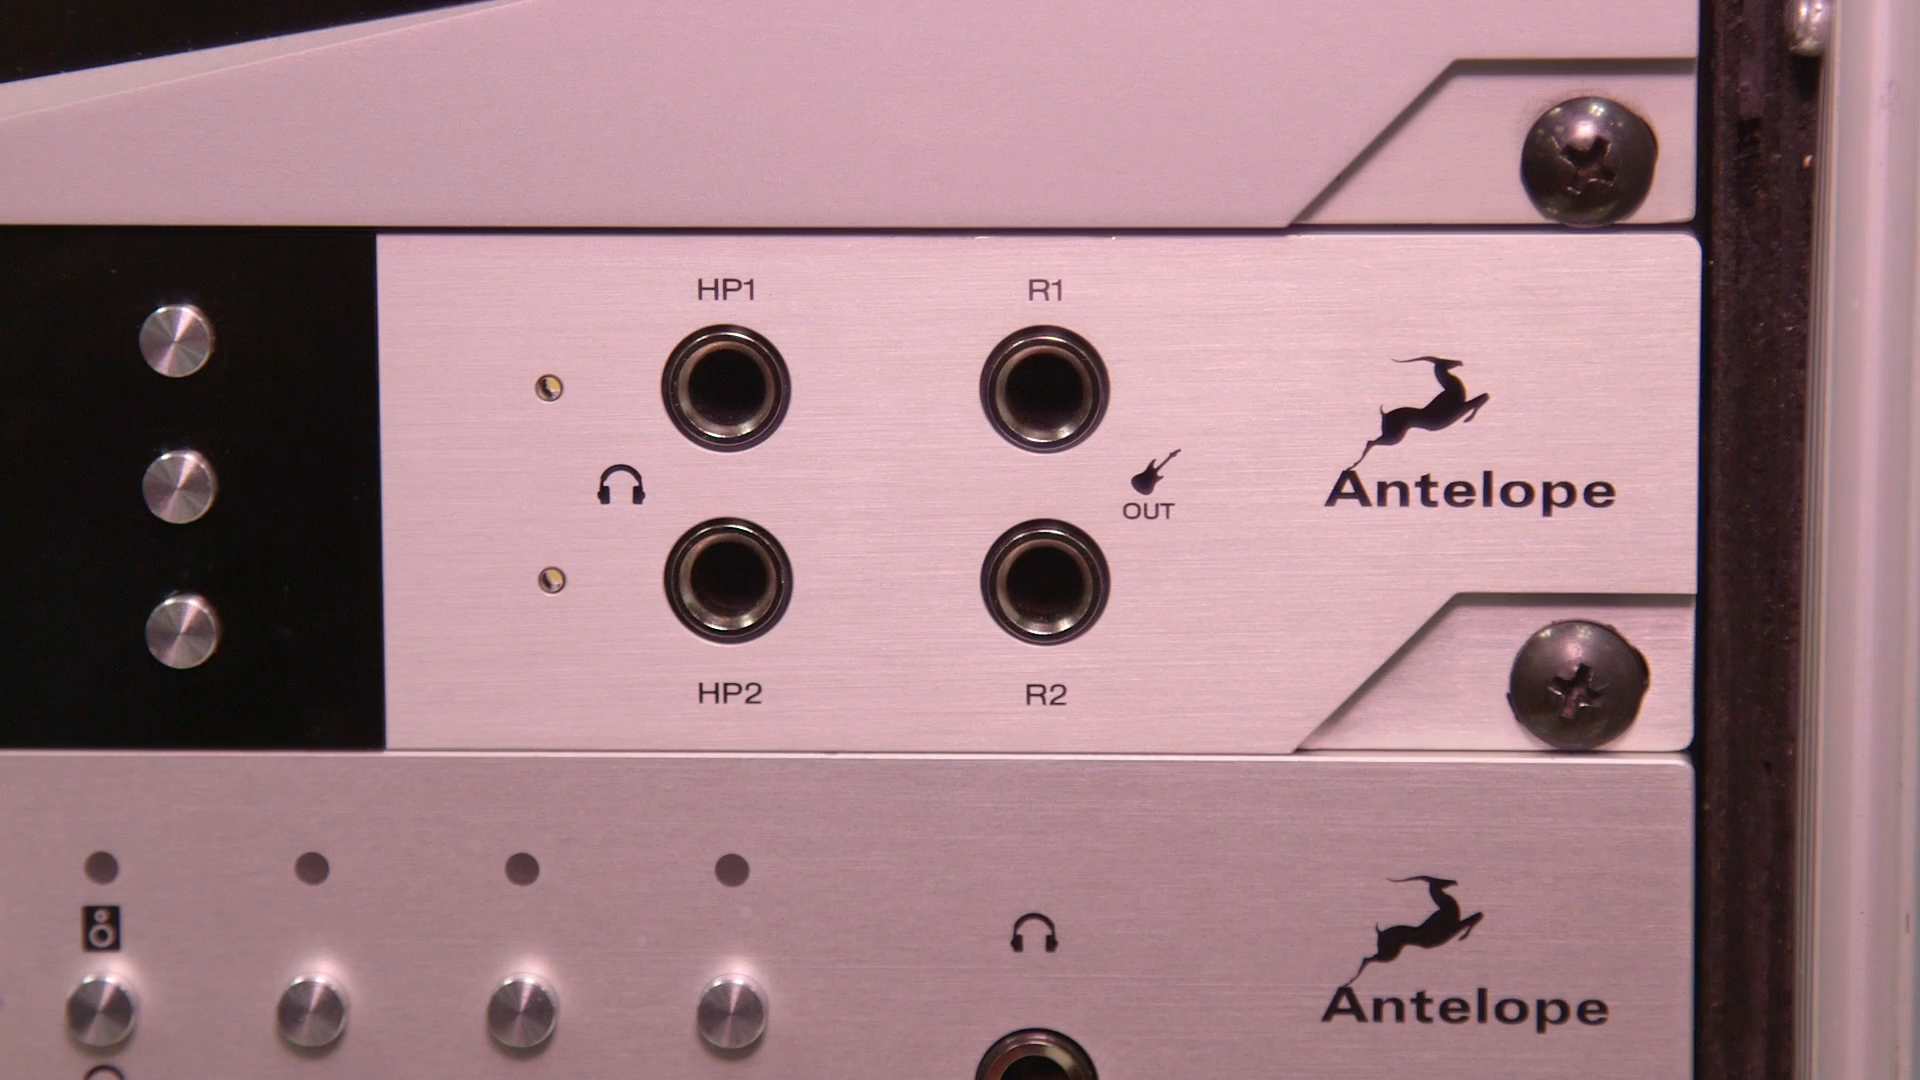 HP1
R1
OUT
Antelope
HP2
R2
Antelope